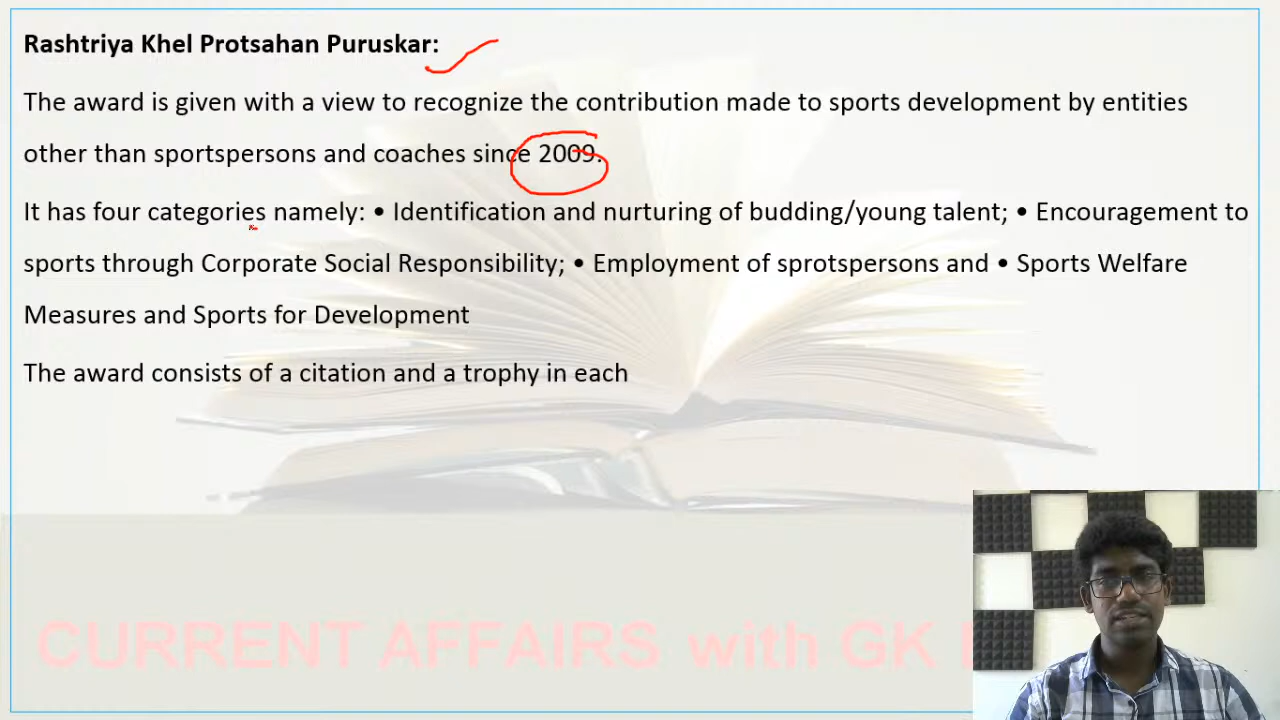 Rashtriya Khel Protsahan Puruskar:
The award is given with a view to recognize the contribution made to sports development by entities
other than sportspersons and coaches since 2009.
It has four categories namely: • Identification and nurturing of budding/young talent; • Encouragement to
sports through Corporate Social Responsibility; • Employment of sprotspersons and • Sports Welfare
Measures and Sports for Development
The award consists of a citation and a trophy in each
CURRENT AFFAIRS with GK